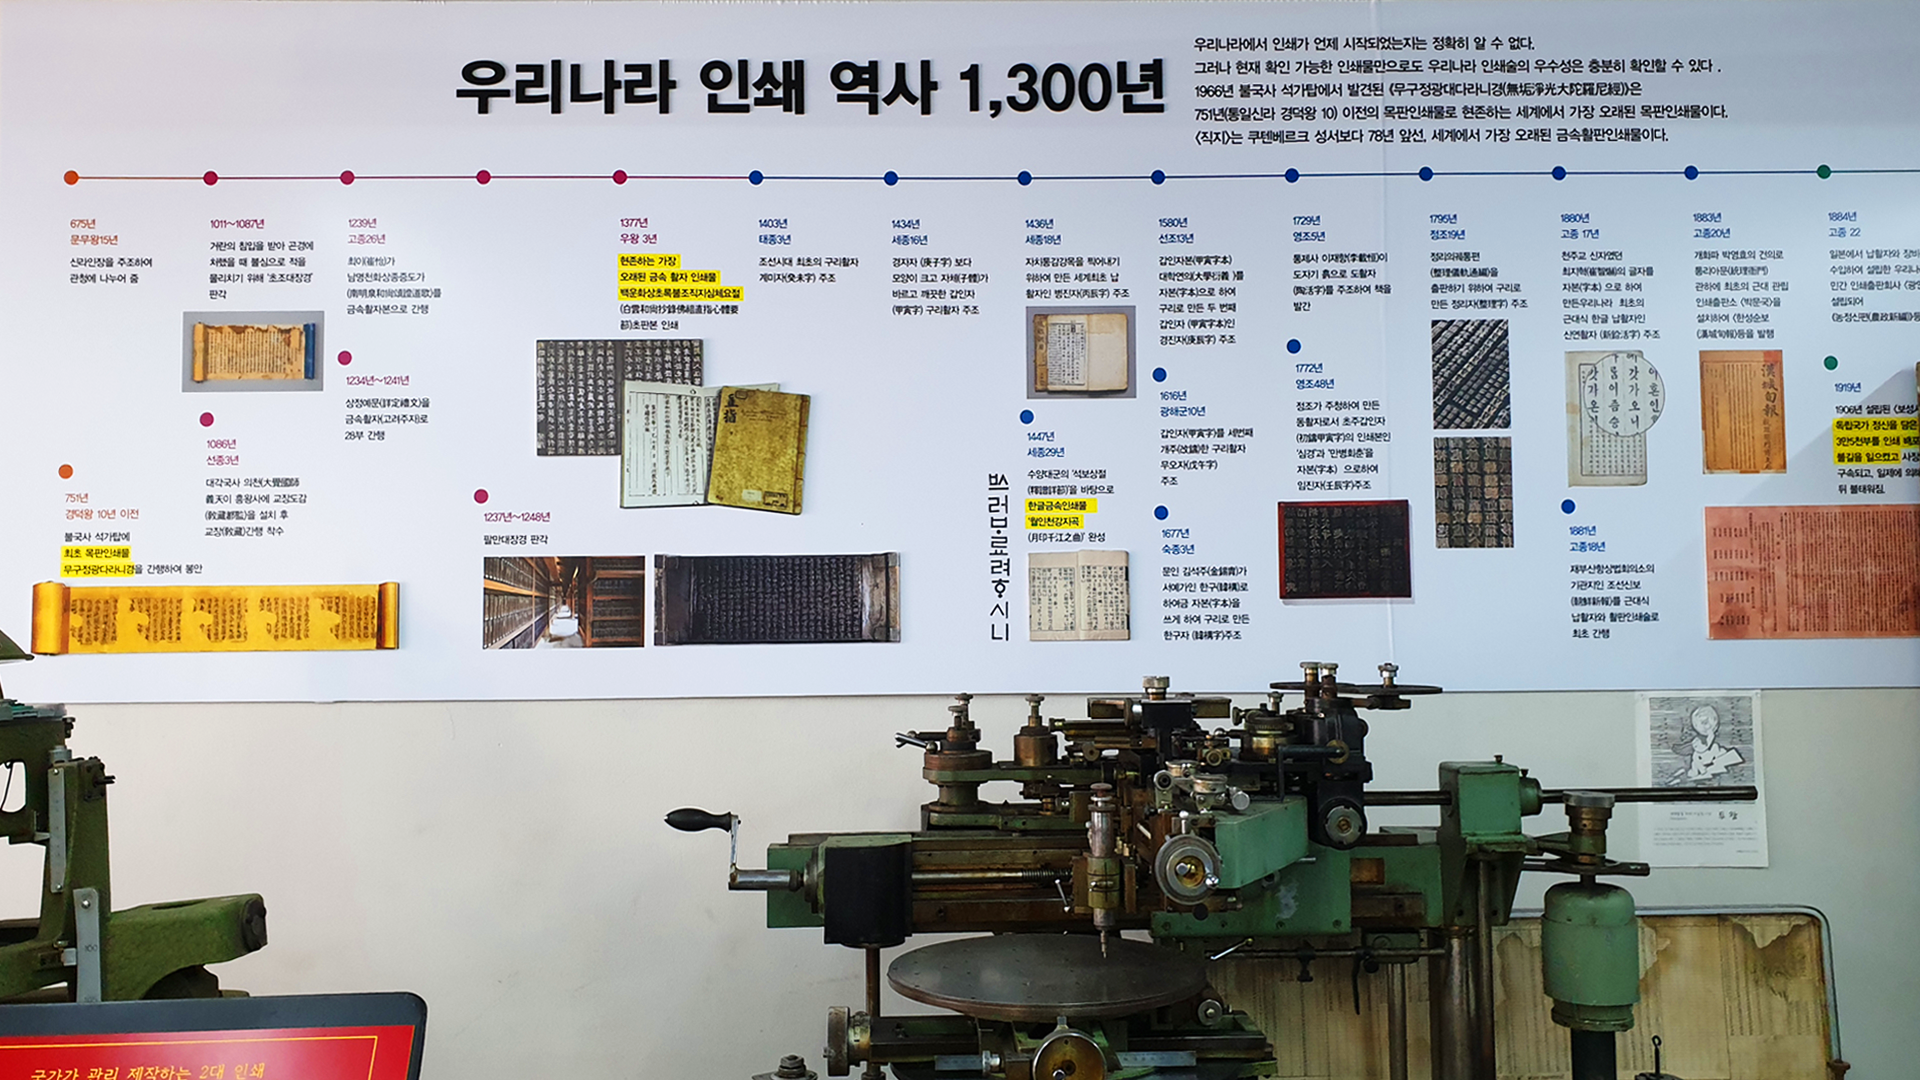 우리나라 인쇄 역사 1,300년
우리나라에서 인쇄가 언제 시작되었는지는 정확히 알 수 없다.
그러나 현재 확인 가능한 인쇄물만으로도 우리나라 인쇄술의 우수성은 충분히 확인할 수 있다 .
1966년 불국사 석가탑에서 발견된 《무구정광대다라니경(無垢淨光大陀羅尼經)》은
751년(통일신라 경덕왕 10) 이전의 목판인쇄물로 현존하는 세계에서 가장 오래된 목판인쇄물이다.
〈직지〉는 쿠텐베르크 성서보다 78년 앞선, 세계에서 가장 오래된 금속활판인쇄물이다.
675년
문무왕15년
신라인장을 주조하여
관청에 나누어 줌
751년
경덕왕 10년 이전
불국사 석가탑에
최초 목판인쇄물
무구정광다라니경을 간행하여 봉안
1011~1087년
거란의 침입을 받아 곤경에
처했을 때 불심으로 적을
물리치기 위해 '초조대장경'
판각
1086년
선종3년
대각국사 의천(大覺國師
義天)이 흥왕사에 교장도감
(敎藏都監)을 설치 후
교장(敎藏)간행 착수
1239년
고종26년
최이(崔怡)가
남명천화상송증도가
(南明泉和尙頌證道歌)를
금속활자본으로 간행
1234년~1241년
상정예문(詳定禮文)을
금속활자(고려주자)로
28부 간행
1237년~1248년
팔만대장경 판각
1377년
우왕 3년
현존하는 가장
오래된 금속 활자 인쇄물
백운화상초록불조직지심체요절
(白雲和尙抄錄佛祖直指心體要
節)초판본 인쇄
直指
1403년
태종3년
조선시대 최초의 구리활자
계미자(癸未字) 주조
1434년
세종16년
경자자 (庚子字) 보다
모양이 크고 자체(子體)가
바르고 깨끗한 갑인자
(甲寅字) 구리활자 주조
1436년
세종18년
자치통감강목을 찍어내기
위하여 만든 세계최초 납
활자인 병진자(丙辰字) 주조
1447년
세종29년
수양대군의 '석보상절
(釋譜詳節)'을 바탕으로
한글금속인쇄물
'월인천강지곡
(月印千江之曲)' 완성
1580년
선조13년
갑인자본(甲寅字本)
대학연의(大學衍義 )를
자본(字本)으로 하여
구리로 만든 두 번째
갑인자 (甲寅字本)인
경진자(庚辰字) 주조
1616년
광해군10년
갑인자(甲寅字)를 세번째
개주(改鑄)한 구리활자
무오자(戊午字)
주조
1677년
숙종3년
문인 김석주(金錫胄)가
서예가인 한구(韓構)로
하여금 자본(字本)을
쓰게 하여 구리로 만든
한구자 (韓構字)주조
1729년
영조5년
통제사 이재항(李載恒)이
도자기 흙으로 도활자
(陶活字)를 주조하여 책을
발간
1772년
영조48년
정조가 주청하여 만든
동활자로서 초주갑인자
(初鑄甲寅字)의 인쇄본인
'심경'과 '만병회춘'을
자본(字本) 으로하여
임진자(壬辰字)주조
1795년
정조19년
정리의궤통편
(整理儀軌通編)을
출판하기 위하여 구리로
만든 정리자(整理字) 주조
1880년
고종 17년
천주교 신자였던
최지혁(崔智爀)의 글자를
자본(字本) 으로 하여
만든우리나라 최초의
근대식 한글 납활자인
신연활자 (新鉛活字) 주조
1881년
고종18년
재부산항상법회의소의
기관지인 조선신보
(朝鮮新報)를 근대식
납활자와 활판인쇄술로
최초 간행
1883년
고종20년
개화파 박영효의 건의로
통리아문(統理衙門)
관하에 최초의 근대 관립
인쇄출판소 〈박문국〉을
설치하여 〈한성순보
(漢城旬報)〉등을 발행
漢城旬報
1884년
고종 22
일본에서 납활자와 장비
수입하여 설립한 우리나
민간 인쇄출판회사
설립되어
〈농정신편(農政新編)〉등
1919년
1906년 설립된 〈보성
독립국가 정신을 담은
3만5천부를 인쇄 배포
불길을 일으켰고 사장
구속되고, 일제에 의해
뒤 불태워짐.
국가가 관리 제작하는 2대 인쇄